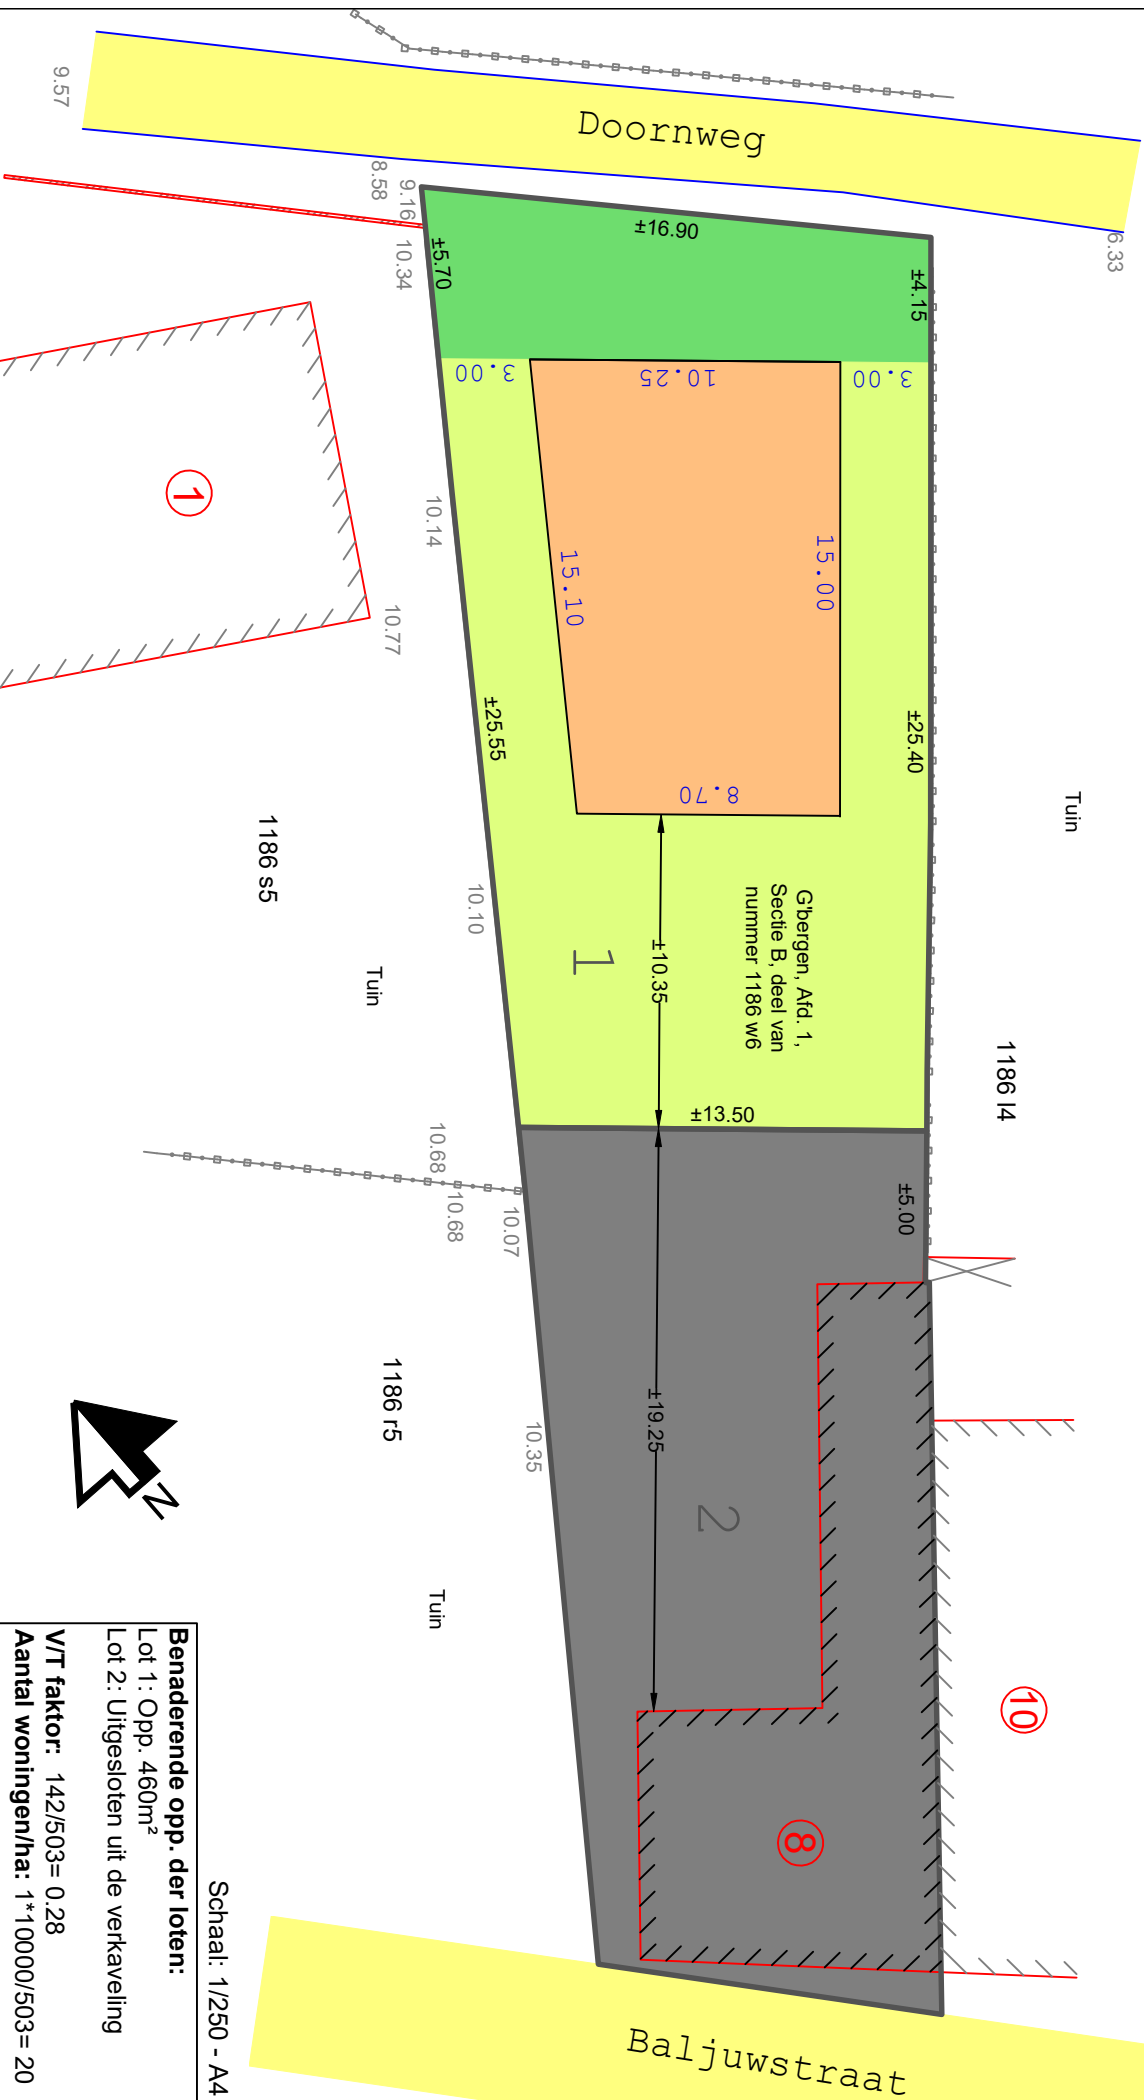 Doornweg
9.57
8.58
9.16
10.34
6.33
±16.90
±5.70
±4.15
3.00
10.25
3.00
1
10.14
10.77
15.00
15.10
±25.55
±25.40
8.70
Tuin
1186 s5
10.10
G'bergen, Afd. 1,
Sectie B, deel van
nummer 1186 w6
1
±10.35
Tuin
1186 l4
±13.50
10.68
10.68
10.07
±5.00
1186 r5
10.35
±19.25
2
N
Tuin
10
8
Baljuwstraat
Schaal: 1/250 - A4
Benaderende opp. der loten:
Lot 1: Opp. 460m²
Lot 2: Uitgesloten uit de verkaveling
V/T faktor: 142/503= 0.28
Aantal woningen/ha: 1*10000/503= 20